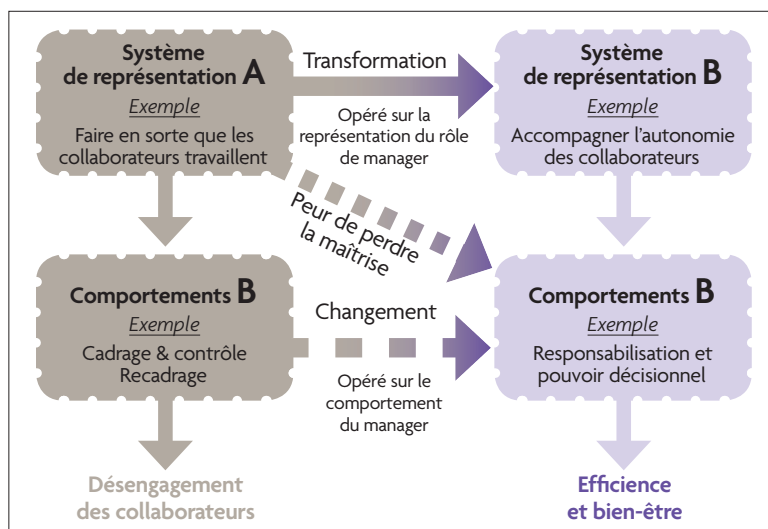 Système
de représentation A
Exemple
Faire en sorte que les
collaborateurs travaillent
Transformation
Opéré sur la
représentation du rôle
de manager
Système
de représentation B
Exemple
Accompagner l’autonomie
des collaborateurs
Peur de perdre
la maîtrise
Comportements B
Exemple
Cadrage & contrôle
Recadrage
Changement
Opéré sur le
comportement
du manager
Comportements B
Exemple
Responsabilisation et
pouvoir décisionnel
Désengagement
des collaborateurs
Efficience
et bien-être